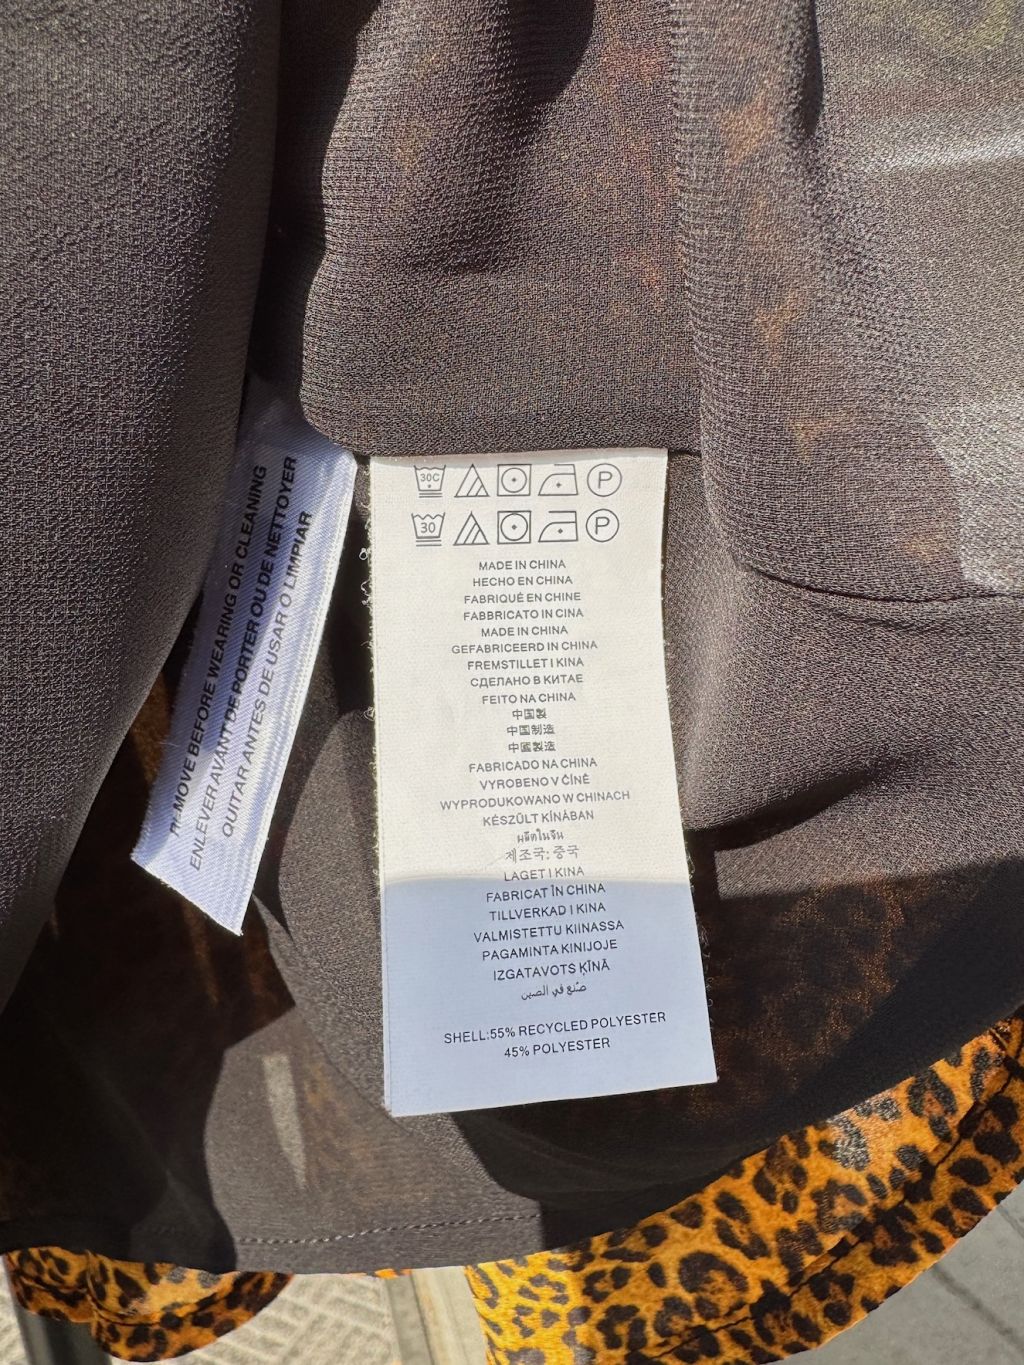 REMOVE BEFORE WEARING OR CLEANING
ENLEVER AVANT DE PORTER OU DE NETTOYER
QUITAR ANTES DE USAR O LIMPIAR
30C P
30 P
MADE IN CHINA
HECHO EN CHINA
FABRIQUÉ EN CHINE
FABBRICATO IN CINA
MADE IN CHINA
GEFABRICEERD IN CHINA
FREMSTILLET I KINA
СДЕЛАНО В КИТАЕ
FEITO NA CHINA
中国製
中国制造
中國製造
FABRICADO NA CHINA
VYROBENO V ČÍNĚ
WYPRODUKOWANO W CHINACH
KÉSZÜLT KÍNÁBAN
ผลิตในจีน
제조국: 중국
LAGET I KINA
FABRICAT ÎN CHINA
TILLVERKAD I KINA
VALMISTETTU KIINASSA
PAGAMINTA KINIJOJE
IZGATAVOTS ĶĪNĀ
صنع في الصين
SHELL:55% RECYCLED POLYESTER
45% POLYESTER